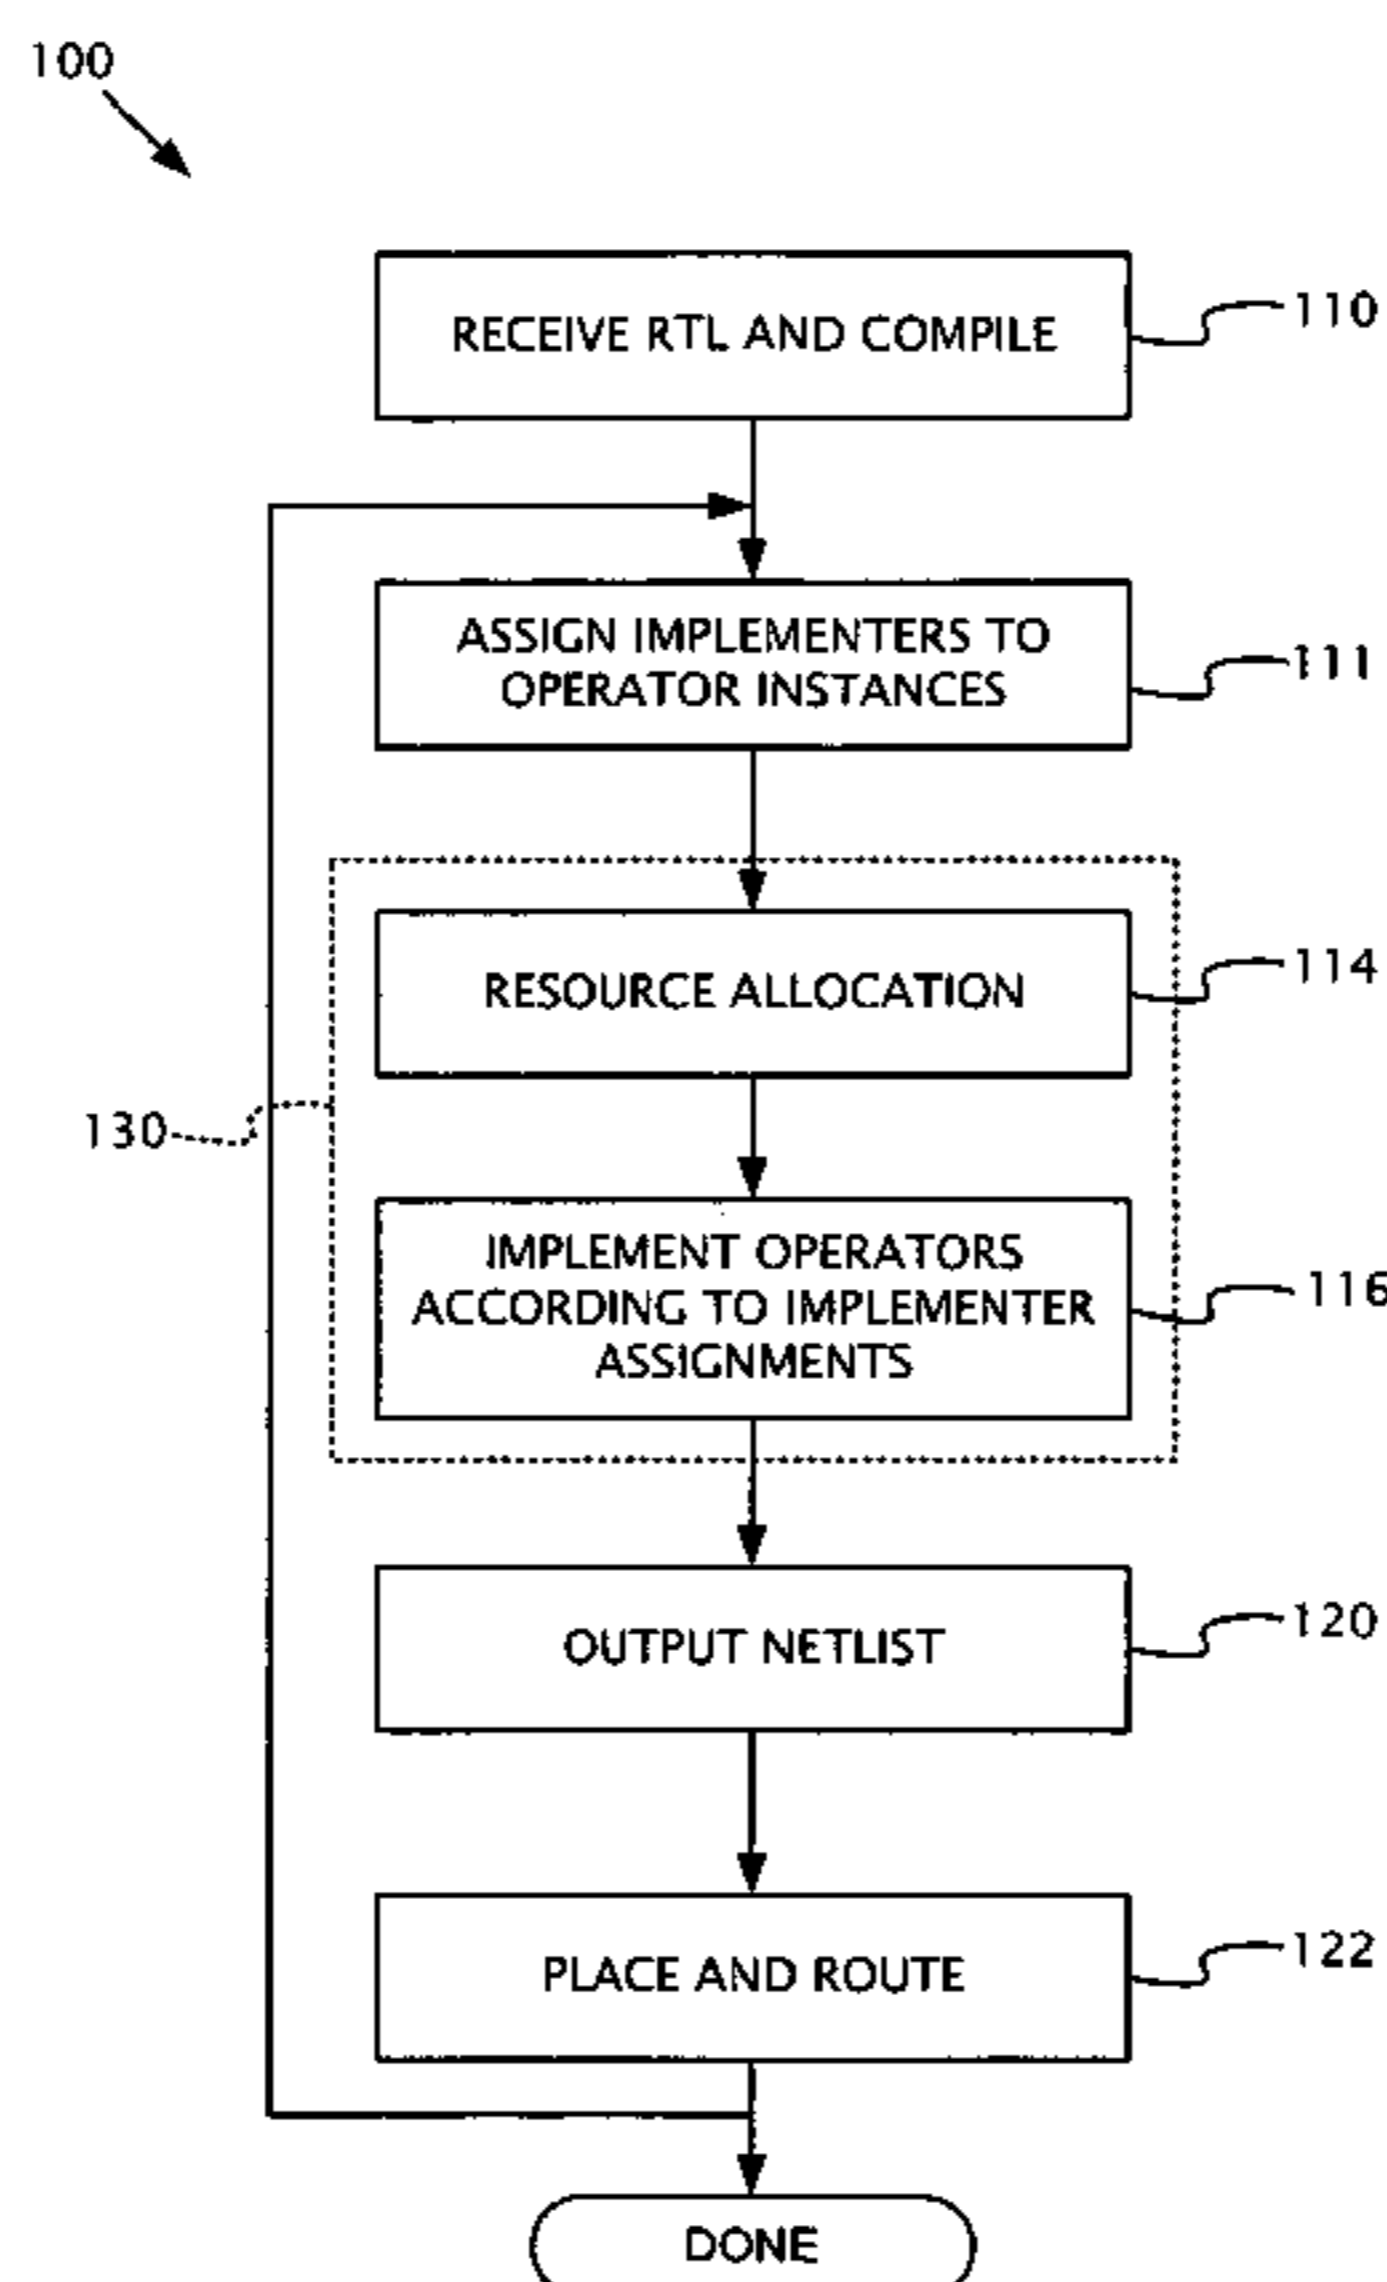 100
RECEIVE RTL AND COMPILE
110
ASSIGN IMPLEMENTERS TO
OPERATOR INSTANCES
111
RESOURCE ALLOCATION
114
130
IMPLEMENT OPERATORS
ACCORDING TO IMPLEMENTER
ASSIGNMENTS
116
OUTPUT NETLIST
120
PLACE AND ROUTE
122
DONE